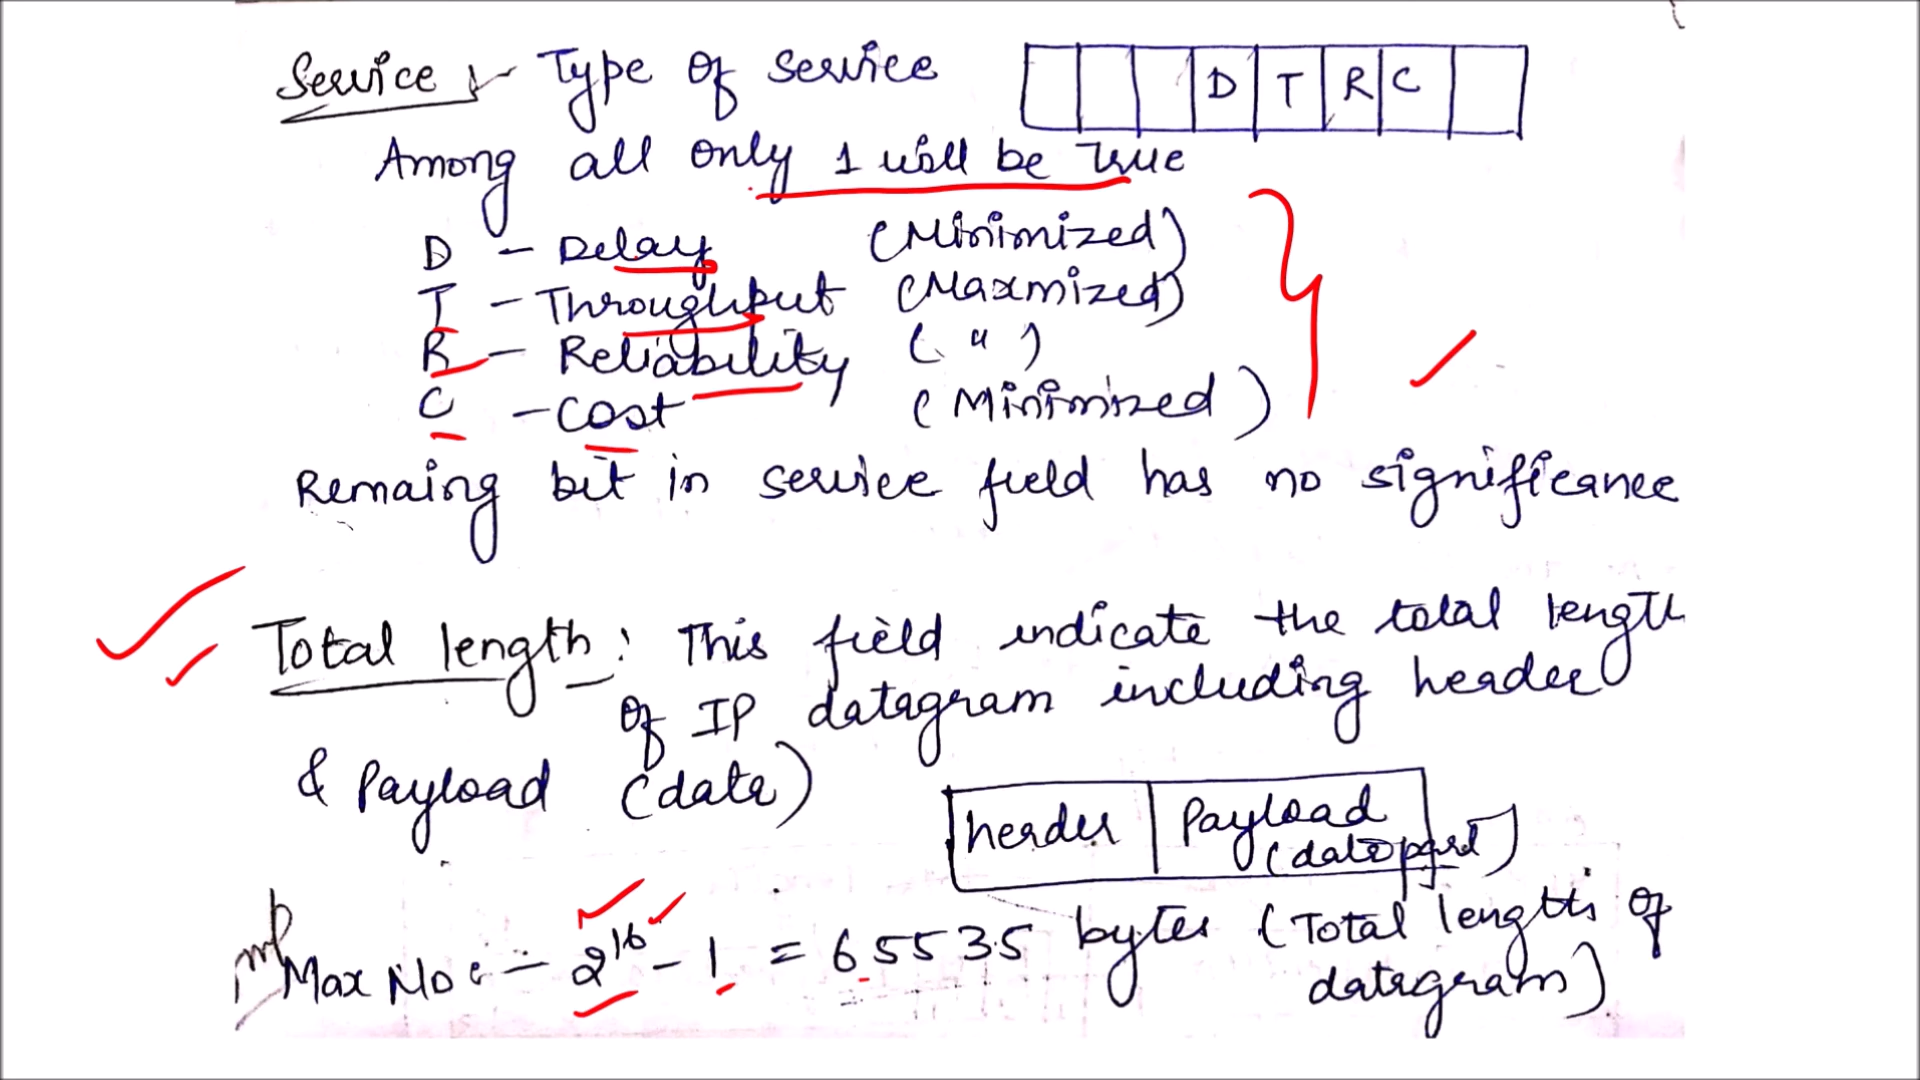 Service :- Type of service
D T R C
Among all only 1 will be true
D - Delay (Minimized)
T - Throughput (Maxmized)
R - Reliability ( " )
C - Cost (Minimized)
Remaing bit in service field has no significance
Total length : This field indicate the total length
of IP datagram including header
& Payload (data)
header Payload
(data part)
imp
Max No :- 2^16 - 1 = 65535 bytes (Total length of
datagram)